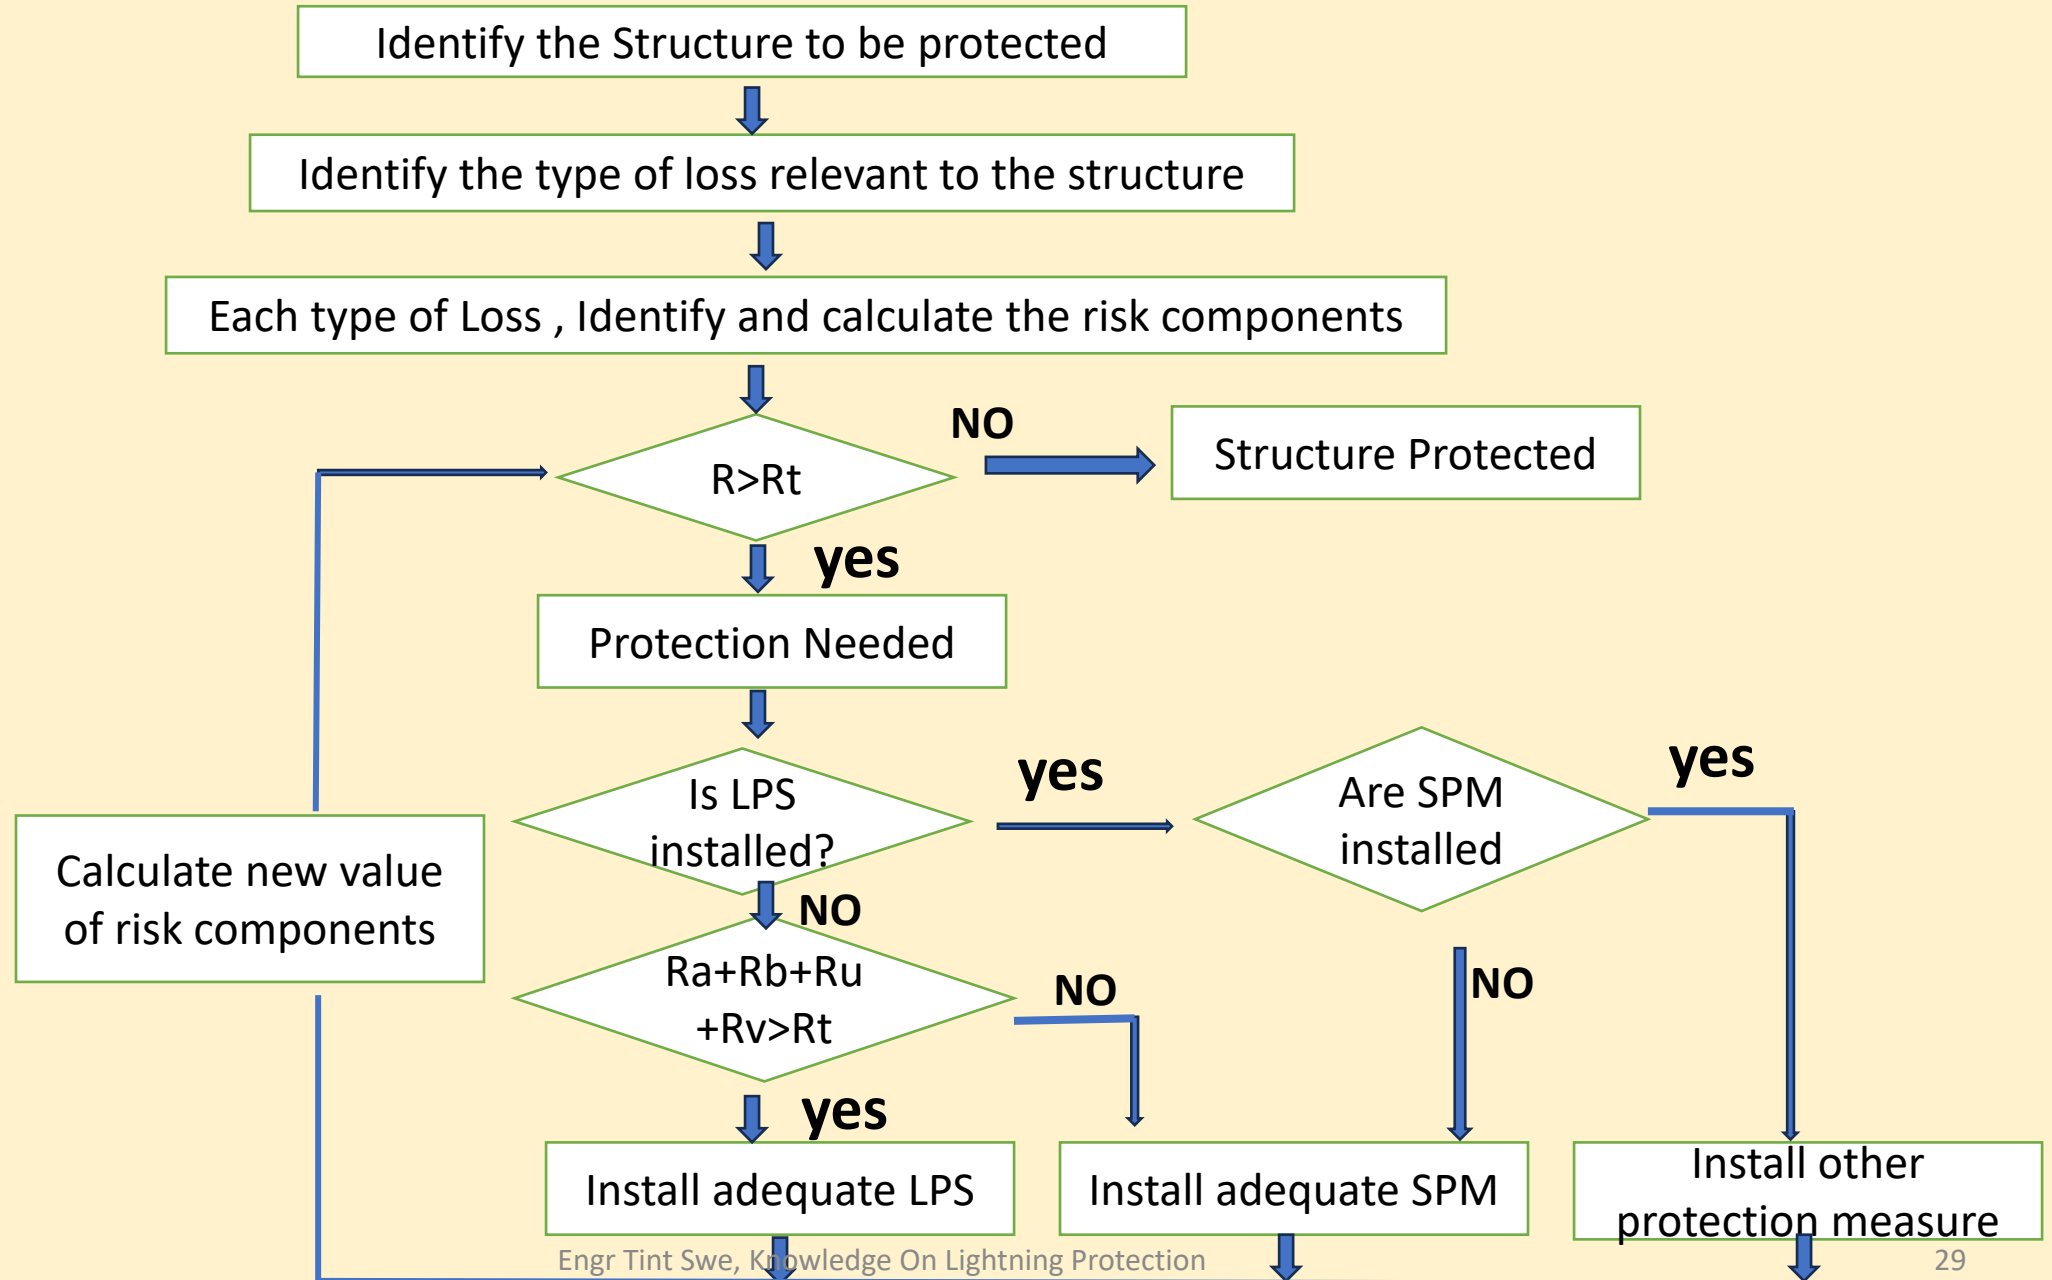 Identify the Structure to be protected
Identify the type of loss relevant to the structure
Each type of Loss , Identify and calculate the risk components
NO
R>Rt
Structure Protected
yes
Protection Needed
yes
yes
Is LPS
installed?
Are SPM
installed
Calculate new value
of risk components
NO
Ra+Rb+Ru
+Rv>Rt
NO
NO
yes
Install adequate LPS
Install adequate SPM
Install other
protection measure
Engr Tint Swe, Knowledge On Lightning Protection
29